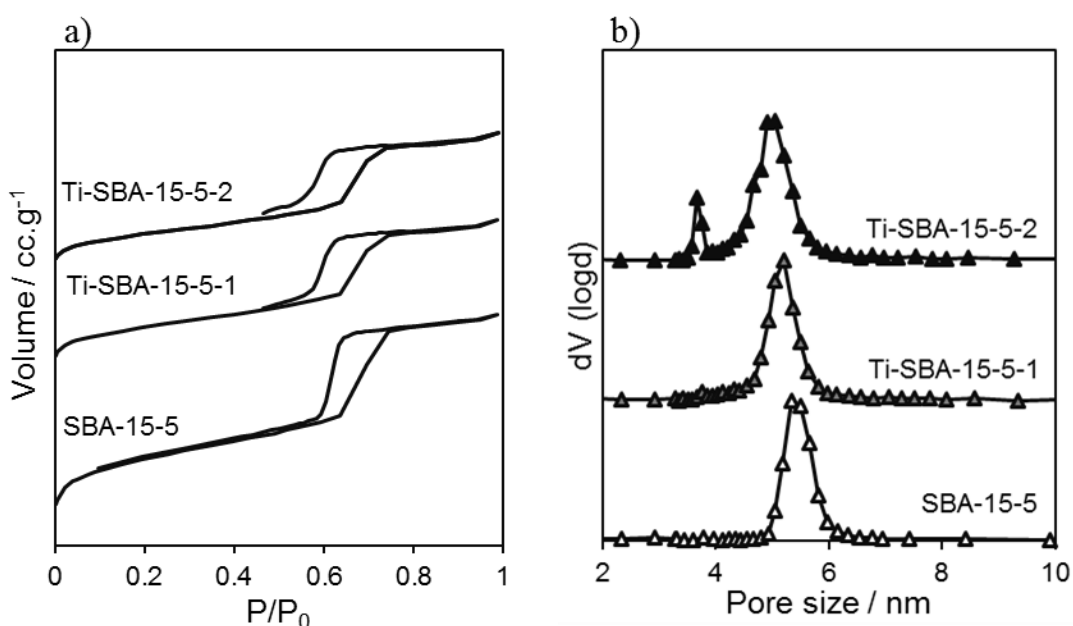 a)
Volume / cc.g⁻¹
Ti-SBA-15-5-2
Ti-SBA-15-5-1
SBA-15-5
0 0.2 0.4 0.6 0.8 1
P/P₀
b)
dV (logd)
Ti-SBA-15-5-2
Ti-SBA-15-5-1
SBA-15-5
2 4 6 8 10
Pore size / nm